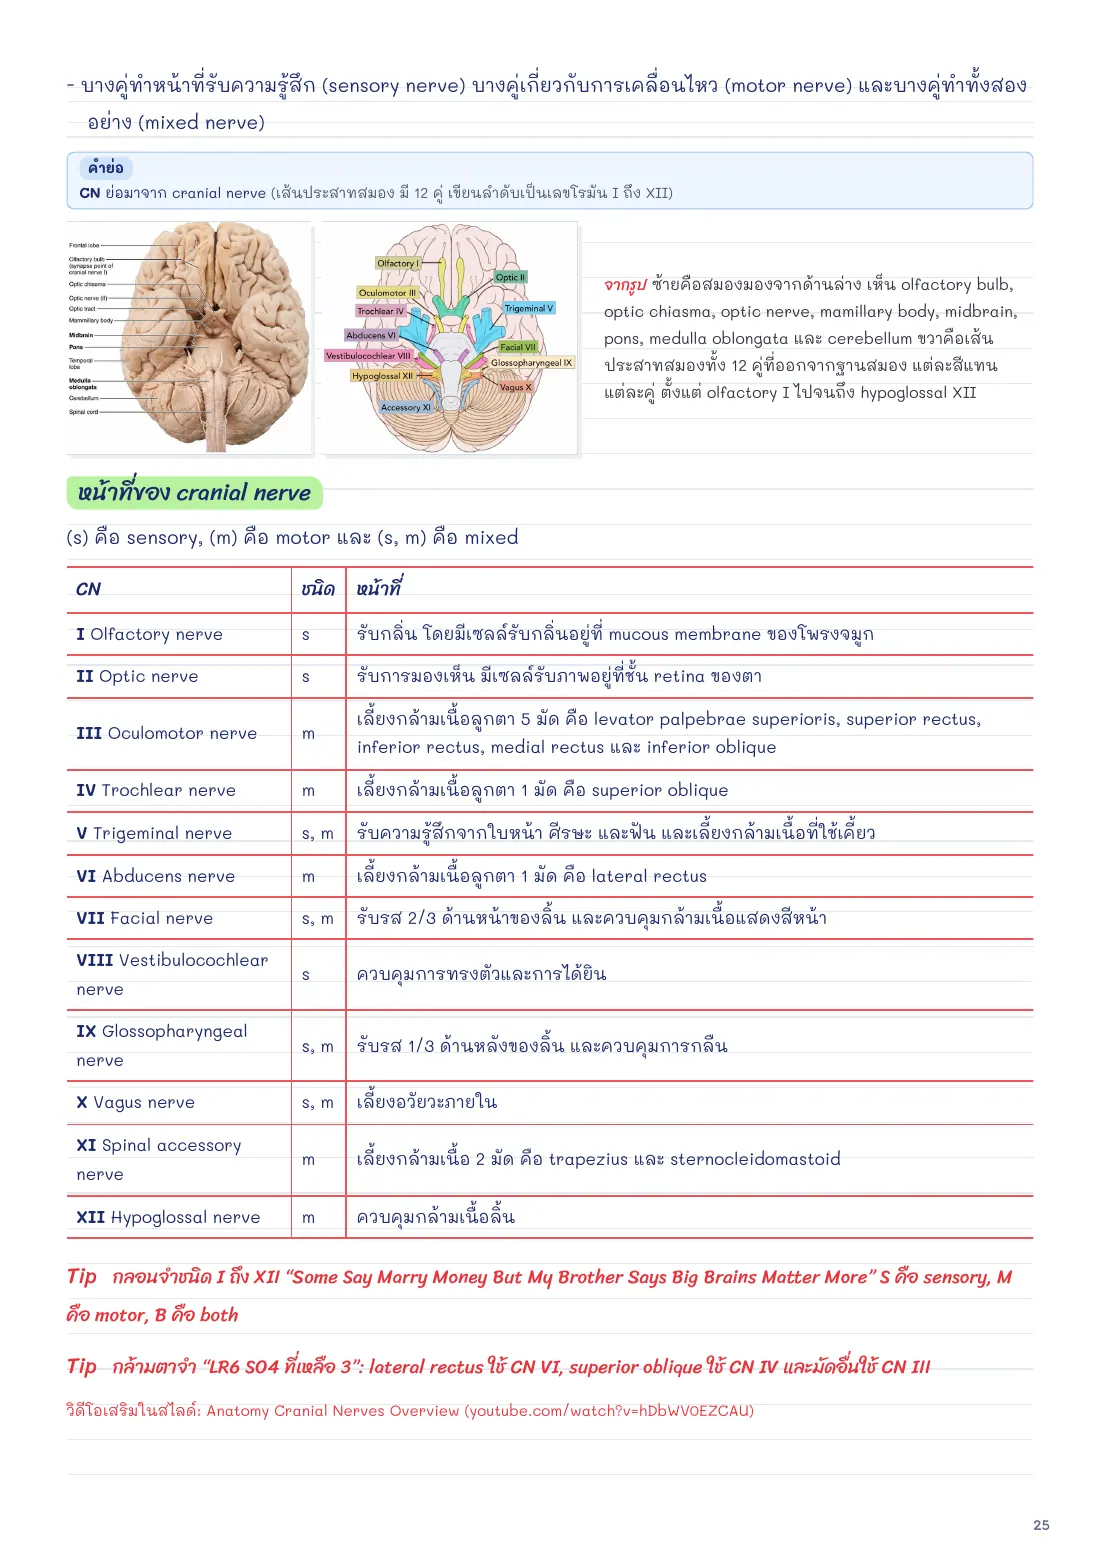 - บางคู่ทำหน้าที่รับความรู้สึก (sensory nerve) บางคู่เกี่ยวกับการเคลื่อนไหว (motor nerve) และบางคู่ทำทั้งสอง
อย่าง (mixed nerve)
คำย่อ
CN ย่อมาจาก cranial nerve (เส้นประสาทสมอง มี 12 คู่ เขียนลำดับเป็นเลขโรมัน I ถึง XII)
Frontal lobe
Olfactory bulb
(synapse point of
cranial nerve I)
Optic chiasma
Optic nerve (II)
Optic tract
Mammillary body
Midbrain
Pons
Temporal
lobe
Medulla
oblongata
Cerebellum
Spinal cord
Olfactory I
Optic II
Oculomotor III
Trochlear IV
Trigeminal V
Abducens VI
Facial VII
Vestibulocochlear VIII
Glossopharyngeal IX
Hypoglossal XII
Vagus X
Accessory XI
จากรูป ซ้ายคือสมองมองจากด้านล่าง เห็น olfactory bulb,
optic chiasma, optic nerve, mamillary body, midbrain,
pons, medulla oblongata และ cerebellum ขวาคือเส้น
ประสาทสมองทั้ง 12 คู่ที่ออกจากฐานสมอง แต่ละสีแทน
แต่ละคู่ ตั้งแต่ olfactory I ไปจนถึง hypoglossal XII
หน้าที่ของ cranial nerve
(s) คือ sensory, (m) คือ motor และ (s, m) คือ mixed
CN ชนิด หน้าที่
I Olfactory nerve s รับกลิ่น โดยมีเซลล์รับกลิ่นอยู่ที่ mucous membrane ของโพรงจมูก
II Optic nerve s รับการมองเห็น มีเซลล์รับภาพอยู่ที่ชั้น retina ของตา
III Oculomotor nerve m เลี้ยงกล้ามเนื้อลูกตา 5 มัด คือ levator palpebrae superioris, superior rectus,
inferior rectus, medial rectus และ inferior oblique
IV Trochlear nerve m เลี้ยงกล้ามเนื้อลูกตา 1 มัด คือ superior oblique
V Trigeminal nerve s, m รับความรู้สึกจากใบหน้า ศีรษะ และฟัน และเลี้ยงกล้ามเนื้อที่ใช้เคี้ยว
VI Abducens nerve m เลี้ยงกล้ามเนื้อลูกตา 1 มัด คือ lateral rectus
VII Facial nerve s, m รับรส 2/3 ด้านหน้าของลิ้น และควบคุมกล้ามเนื้อแสดงสีหน้า
VIII Vestibulocochlear
nerve s ควบคุมการทรงตัวและการได้ยิน
IX Glossopharyngeal
nerve s, m รับรส 1/3 ด้านหลังของลิ้น และควบคุมการกลืน
X Vagus nerve s, m เลี้ยงอวัยวะภายใน
XI Spinal accessory
nerve m เลี้ยงกล้ามเนื้อ 2 มัด คือ trapezius และ sternocleidomastoid
XII Hypoglossal nerve m ควบคุมกล้ามเนื้อลิ้น
Tip กลอนจำชนิด I ถึง XII “Some Say Marry Money But My Brother Says Big Brains Matter More” S คือ sensory, M
คือ motor, B คือ both
Tip กล้ามตาจำ “LR6 SO4 ที่เหลือ 3”: lateral rectus ใช้ CN VI, superior oblique ใช้ CN IV และมัดอื่นใช้ CN III
วิดีโอเสริมในสไลด์: Anatomy Cranial Nerves Overview (youtube.com/watch?v=hDbWV0EZCAU)
25